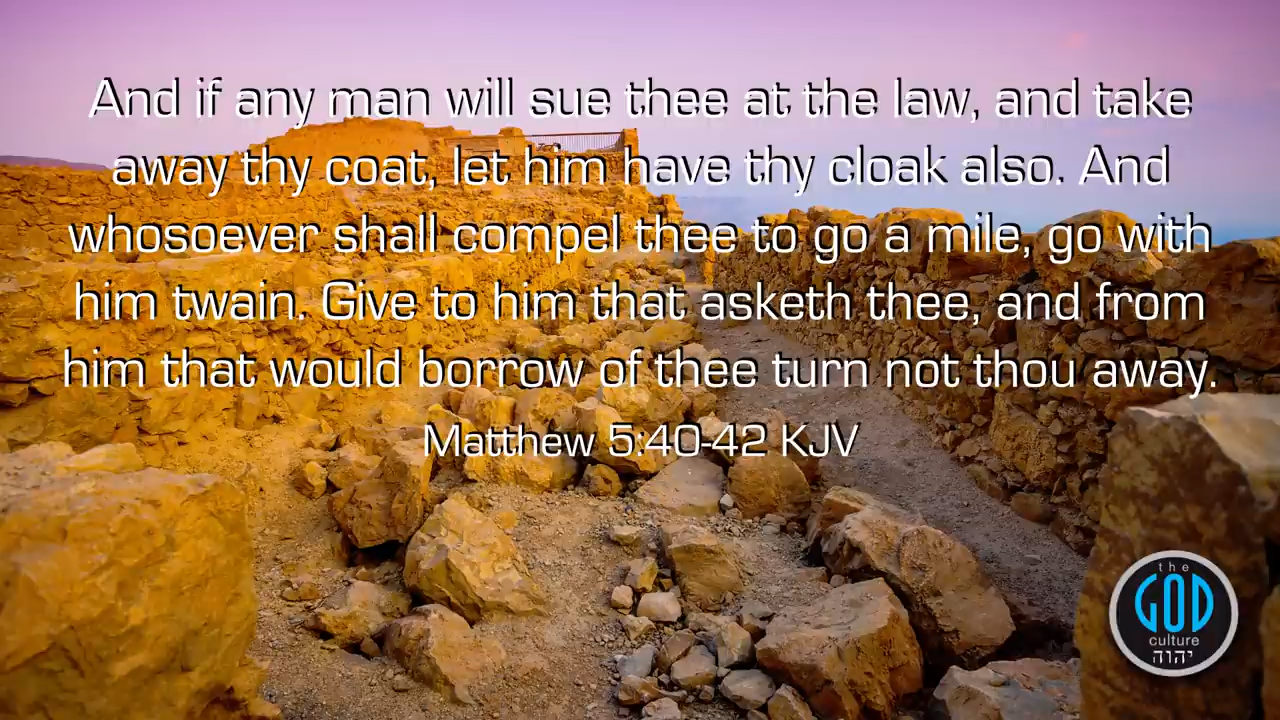 And if any man will sue thee at the law, and take
away thy coat, let him have thy cloak also. And
whosoever shall compel thee to go a mile, go with
him twain. Give to him that asketh thee, and from
him that would borrow of thee turn not thou away.
Matthew 5:40-42 KJV
the
GOD
culture
יהוה